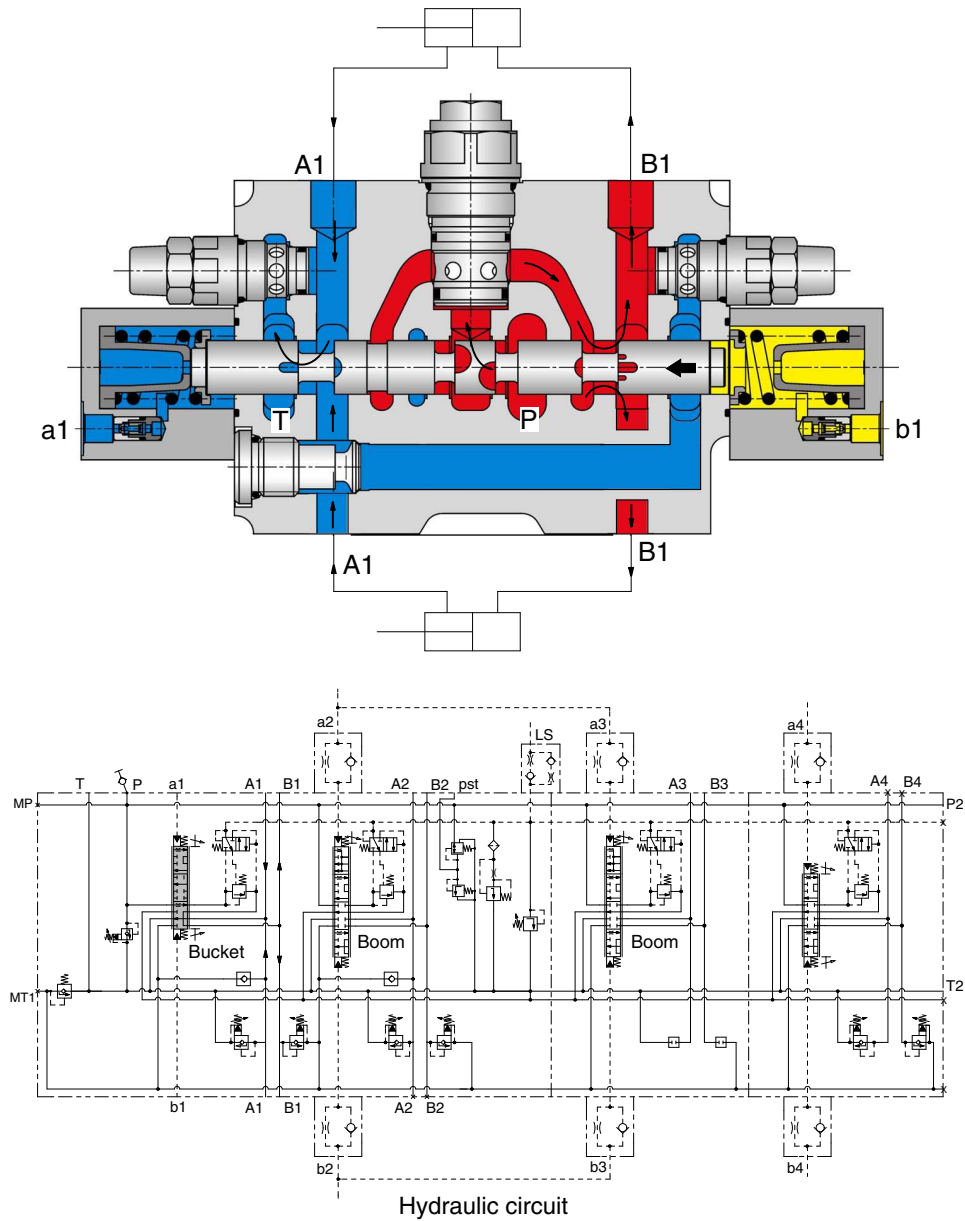 A1
B1
a1
T
P
b1
A1
B1
a2
a3
a4
LS
T
P
a1
A1
B1
A2
B2
pst
A3
B3
A4
B4
MP
P2
Bucket
Boom
Boom
MT1
T2
b1
A1
B1
A2
B2
b2
b3
b4
Hydraulic circuit